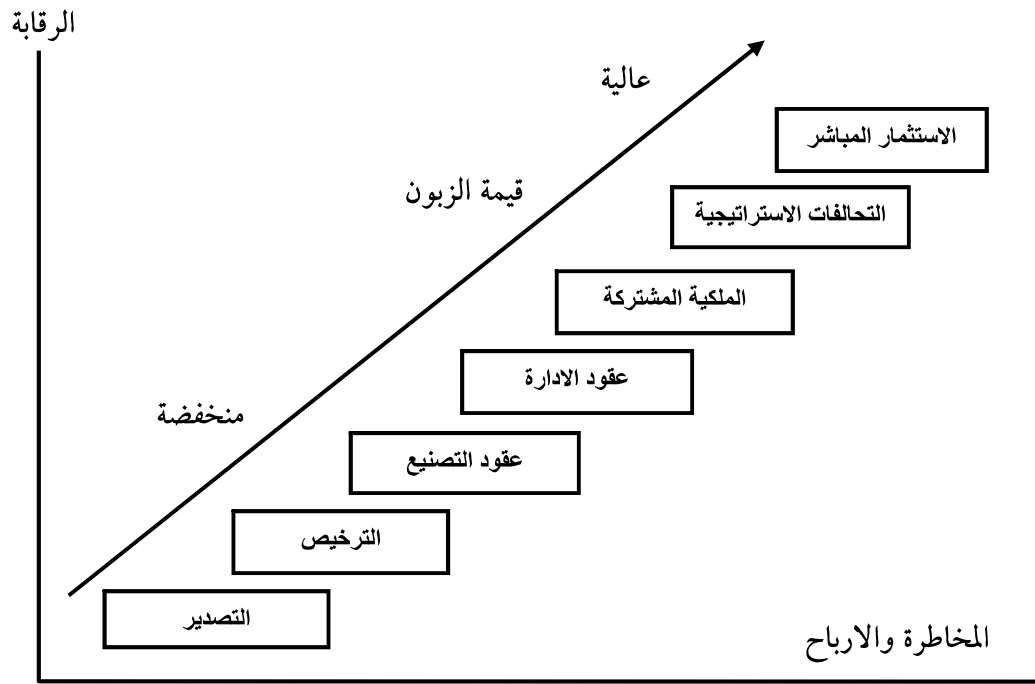 الرقابة
عالية
الاستثمار المباشر
قيمة الزبون
التحالفات الاستراتيجية
الملكية المشتركة
عقود الادارة
منخفضة
عقود التصنيع
الترخيص
التصدير
المخاطرة والارباح